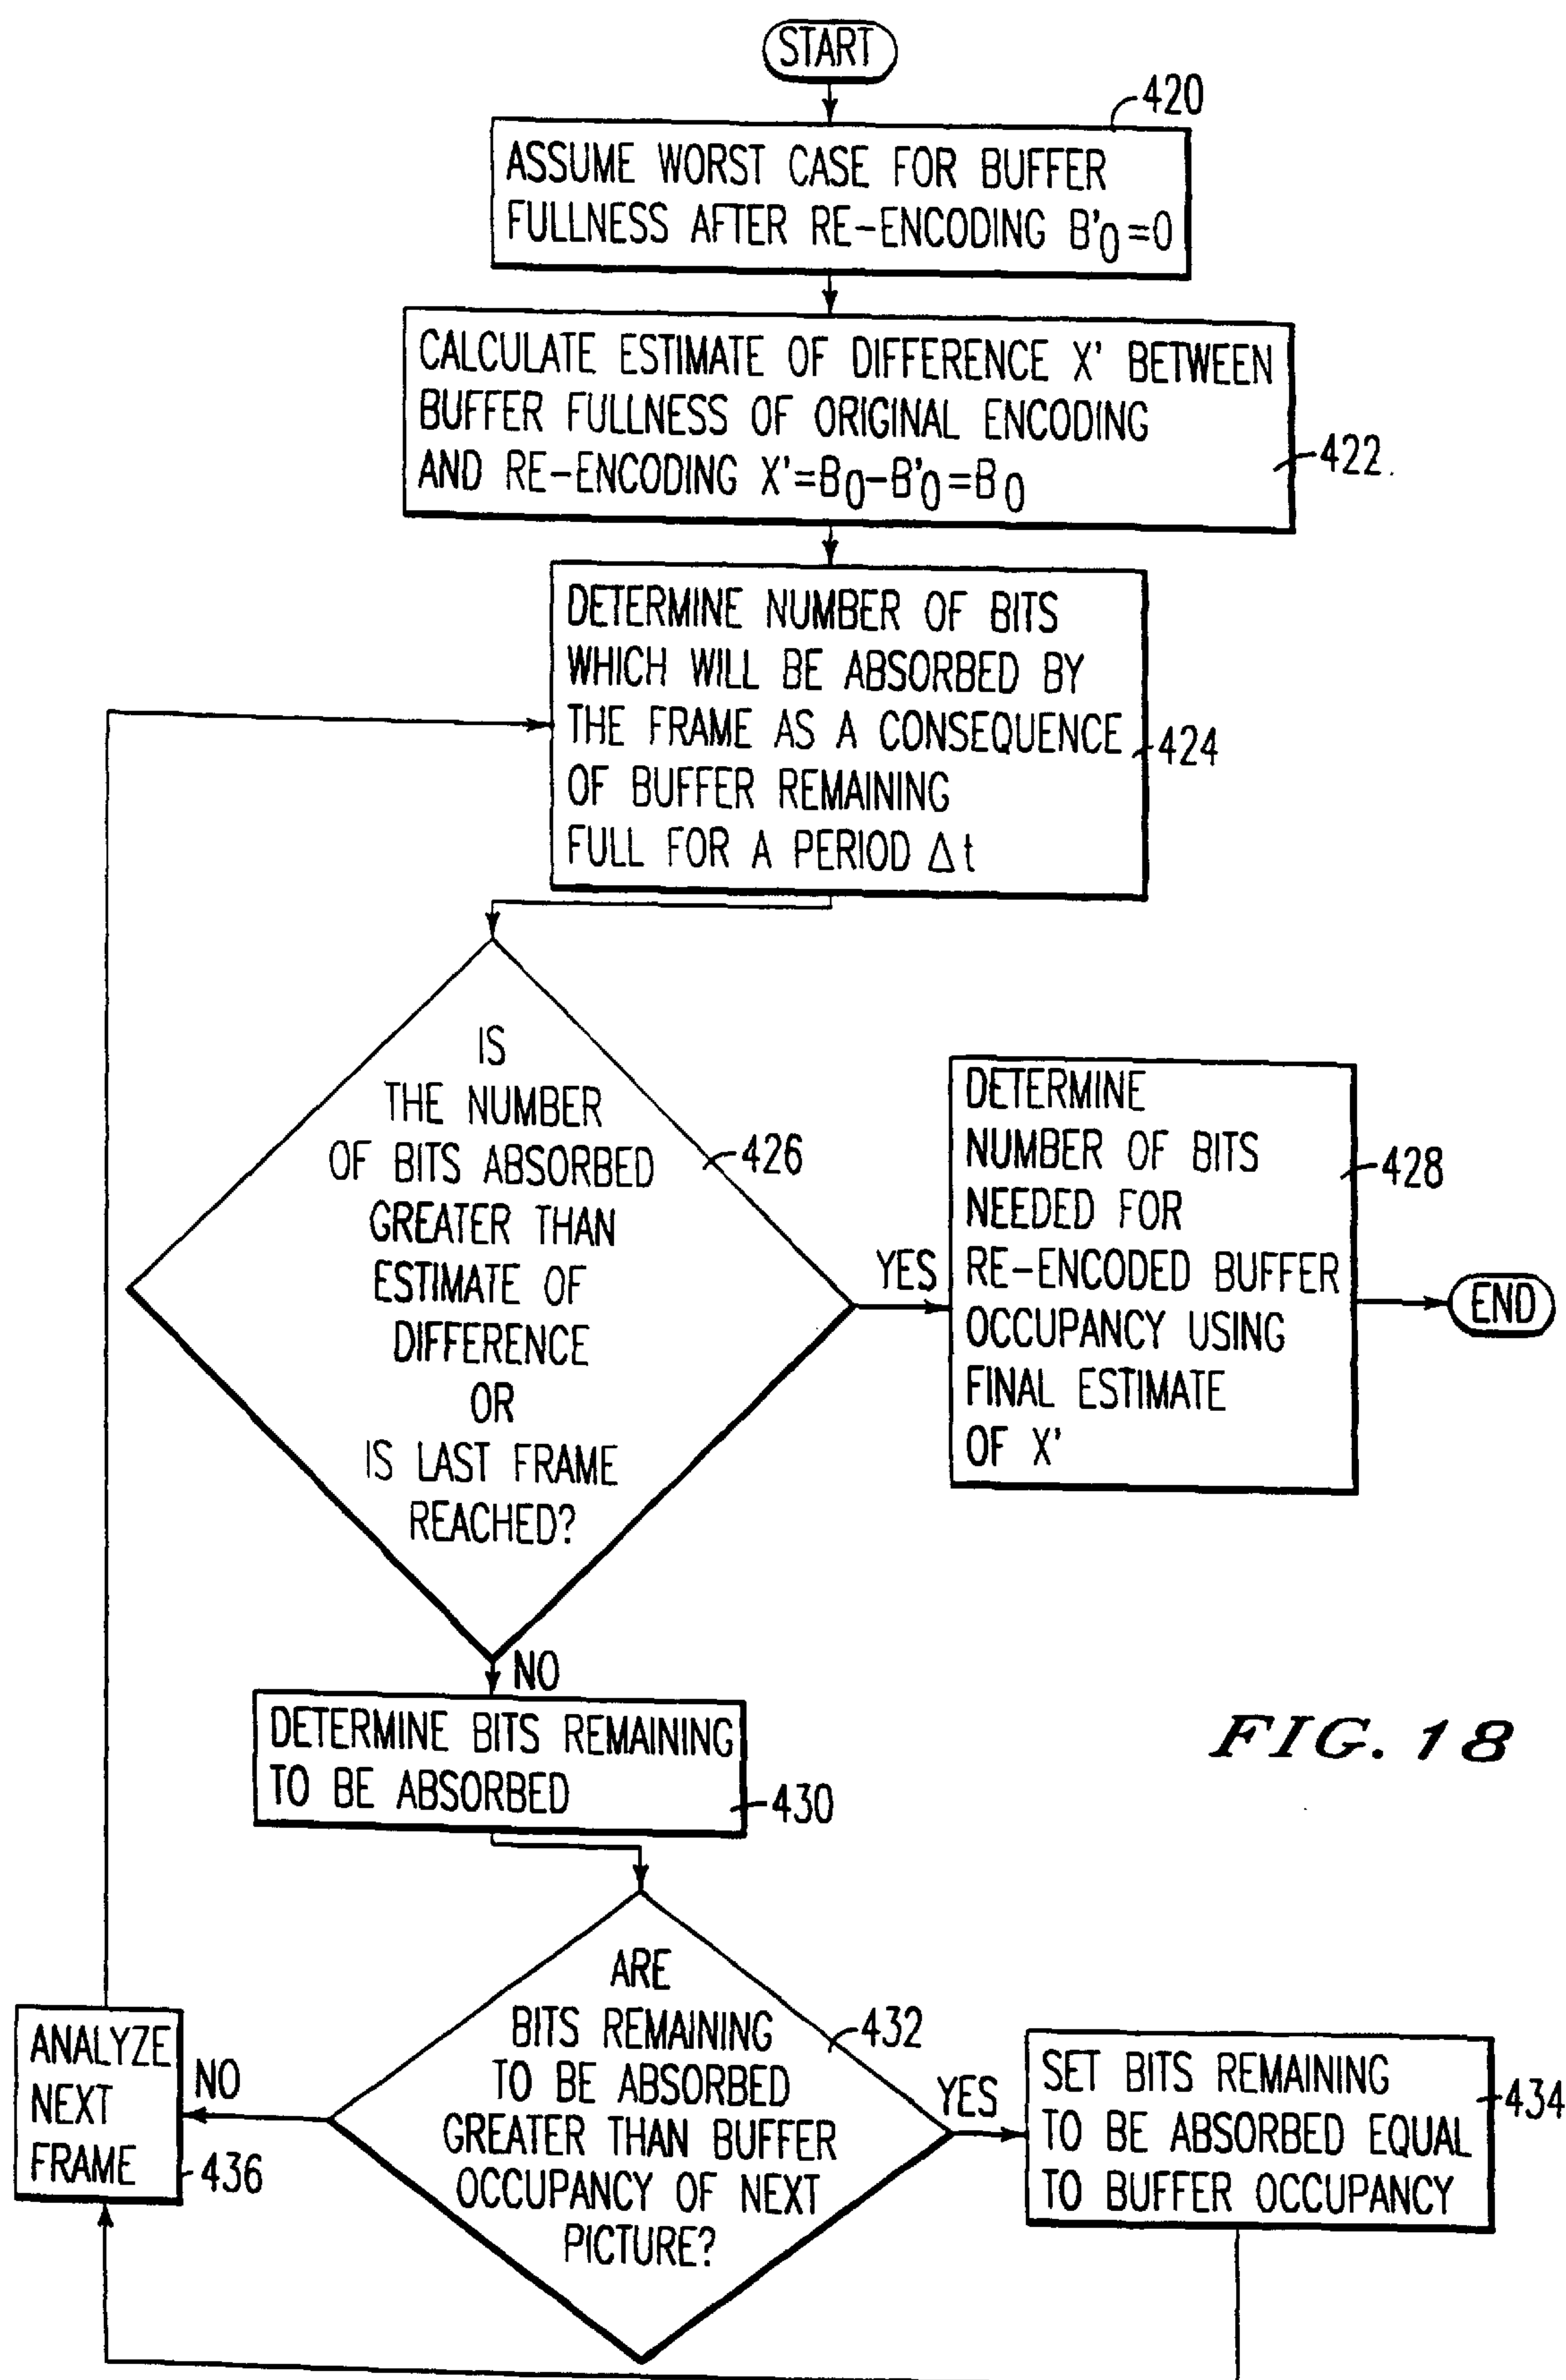 START
420
ASSUME WORST CASE FOR BUFFER
FULLNESS AFTER RE-ENCODING B'0=0
CALCULATE ESTIMATE OF DIFFERENCE X' BETWEEN
BUFFER FULLNESS OF ORIGINAL ENCODING
AND RE-ENCODING X'=B0-B'0=B0
422
DETERMINE NUMBER OF BITS
WHICH WILL BE ABSORBED BY
THE FRAME AS A CONSEQUENCE
OF BUFFER REMAINING
FULL FOR A PERIOD Δt
424
IS
THE NUMBER
OF BITS ABSORBED
GREATER THAN
ESTIMATE OF
DIFFERENCE
OR
IS LAST FRAME
REACHED?
426
YES
DETERMINE
NUMBER OF BITS
NEEDED FOR
RE-ENCODED BUFFER
OCCUPANCY USING
FINAL ESTIMATE
OF X'
428
END
NO
DETERMINE BITS REMAINING
TO BE ABSORBED
430
FIG. 18
ARE
BITS REMAINING
TO BE ABSORBED
GREATER THAN BUFFER
OCCUPANCY OF NEXT
PICTURE?
432
YES
SET BITS REMAINING
TO BE ABSORBED EQUAL
TO BUFFER OCCUPANCY
434
NO
ANALYZE
NEXT
FRAME
436